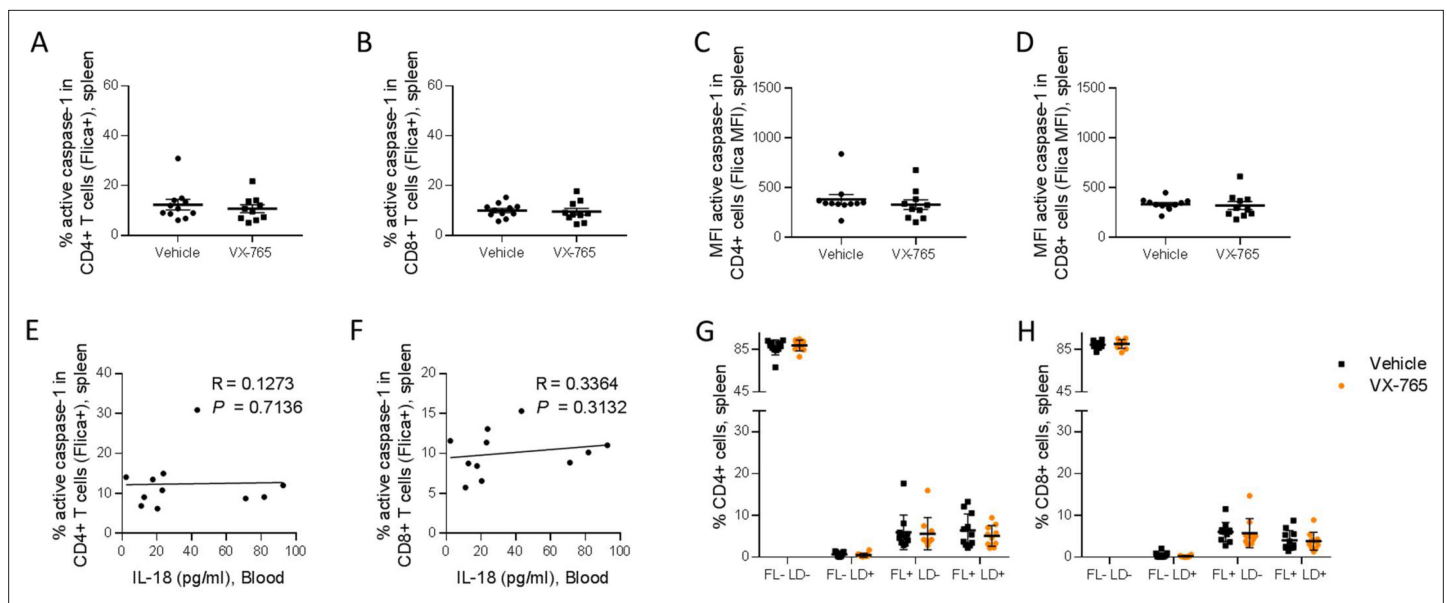 A
% active caspase-1 in
CD4+ T cells (Flica+), spleen
60
40
20
0
Vehicle
VX-765
B
% active caspase-1 in
CD8+ T cells (Flica+), spleen
60
40
20
0
Vehicle
VX-765
C
MFI active caspase-1 in
CD4+ cells (Flica MFI), spleen
1500
1000
500
0
Vehicle
VX-765
D
MFI active caspase-1 in
CD8+ cells (Flica MFI), spleen
1500
1000
500
0
Vehicle
VX-765
E
% active caspase-1 in
CD4+ T cells (Flica+), spleen
40
30
20
10
0
R = 0.1273
P = 0.7136
0 20 40 60 80 100
IL-18 (pg/ml), Blood
F
% active caspase-1 in
CD8+ T cells (Flica+), spleen
20
15
10
5
0
R = 0.3364
P = 0.3132
0 20 40 60 80 100
IL-18 (pg/ml), Blood
G
% CD4+ cells, spleen
85
45
30
20
10
0
FL- LD- FL- LD+ FL+ LD- FL+ LD+
H
% CD8+ cells, spleen
85
45
30
20
10
0
FL- LD- FL- LD+ FL+ LD- FL+ LD+
Vehicle
VX-765